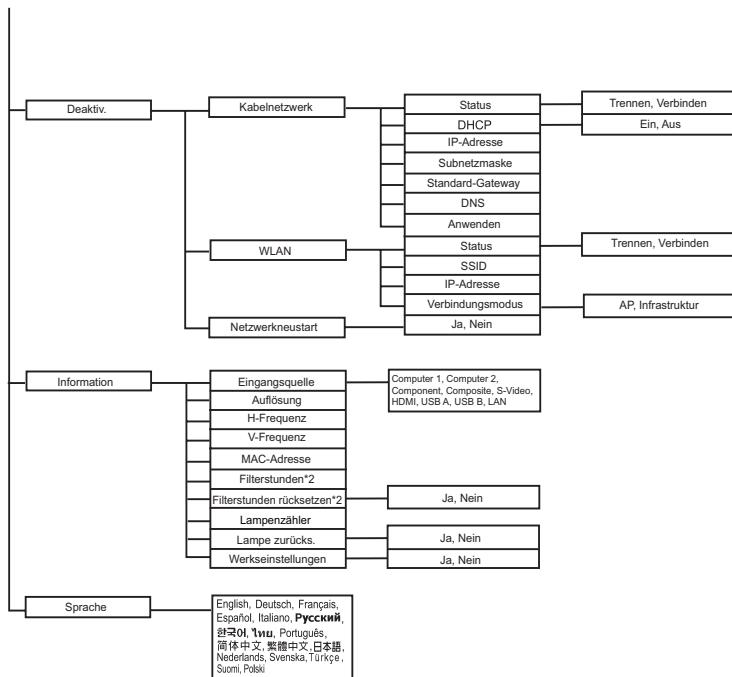 Deaktiv.
Kabelnetzwerk
Status
Trennen, Verbinden
DHCP
Ein, Aus
IP-Adresse
Subnetzmaske
Standard-Gateway
DNS
Anwenden
WLAN
Status
Trennen, Verbinden
SSID
IP-Adresse
Verbindungsmodus
AP, Infrastruktur
Netzwerkneustart
Ja, Nein
Information
Eingangsquelle
Computer 1, Computer 2,
Component, Composite, S-Video,
HDMI, USB A, USB B, LAN
Auflösung
H-Frequenz
V-Frequenz
MAC-Adresse
Filterstunden*2
Filterstunden rücksetzen*2
Ja, Nein
Lampenzähler
Lampe zurücks.
Ja, Nein
Werkseinstellungen
Ja, Nein
Sprache
English, Deutsch, Français,
Español, Italiano, Русский,
한국어, ไทย, Português,
简体中文, 繁體中文, 日本語,
Nederlands, Svenska, Türkçe,
Suomi, Polski